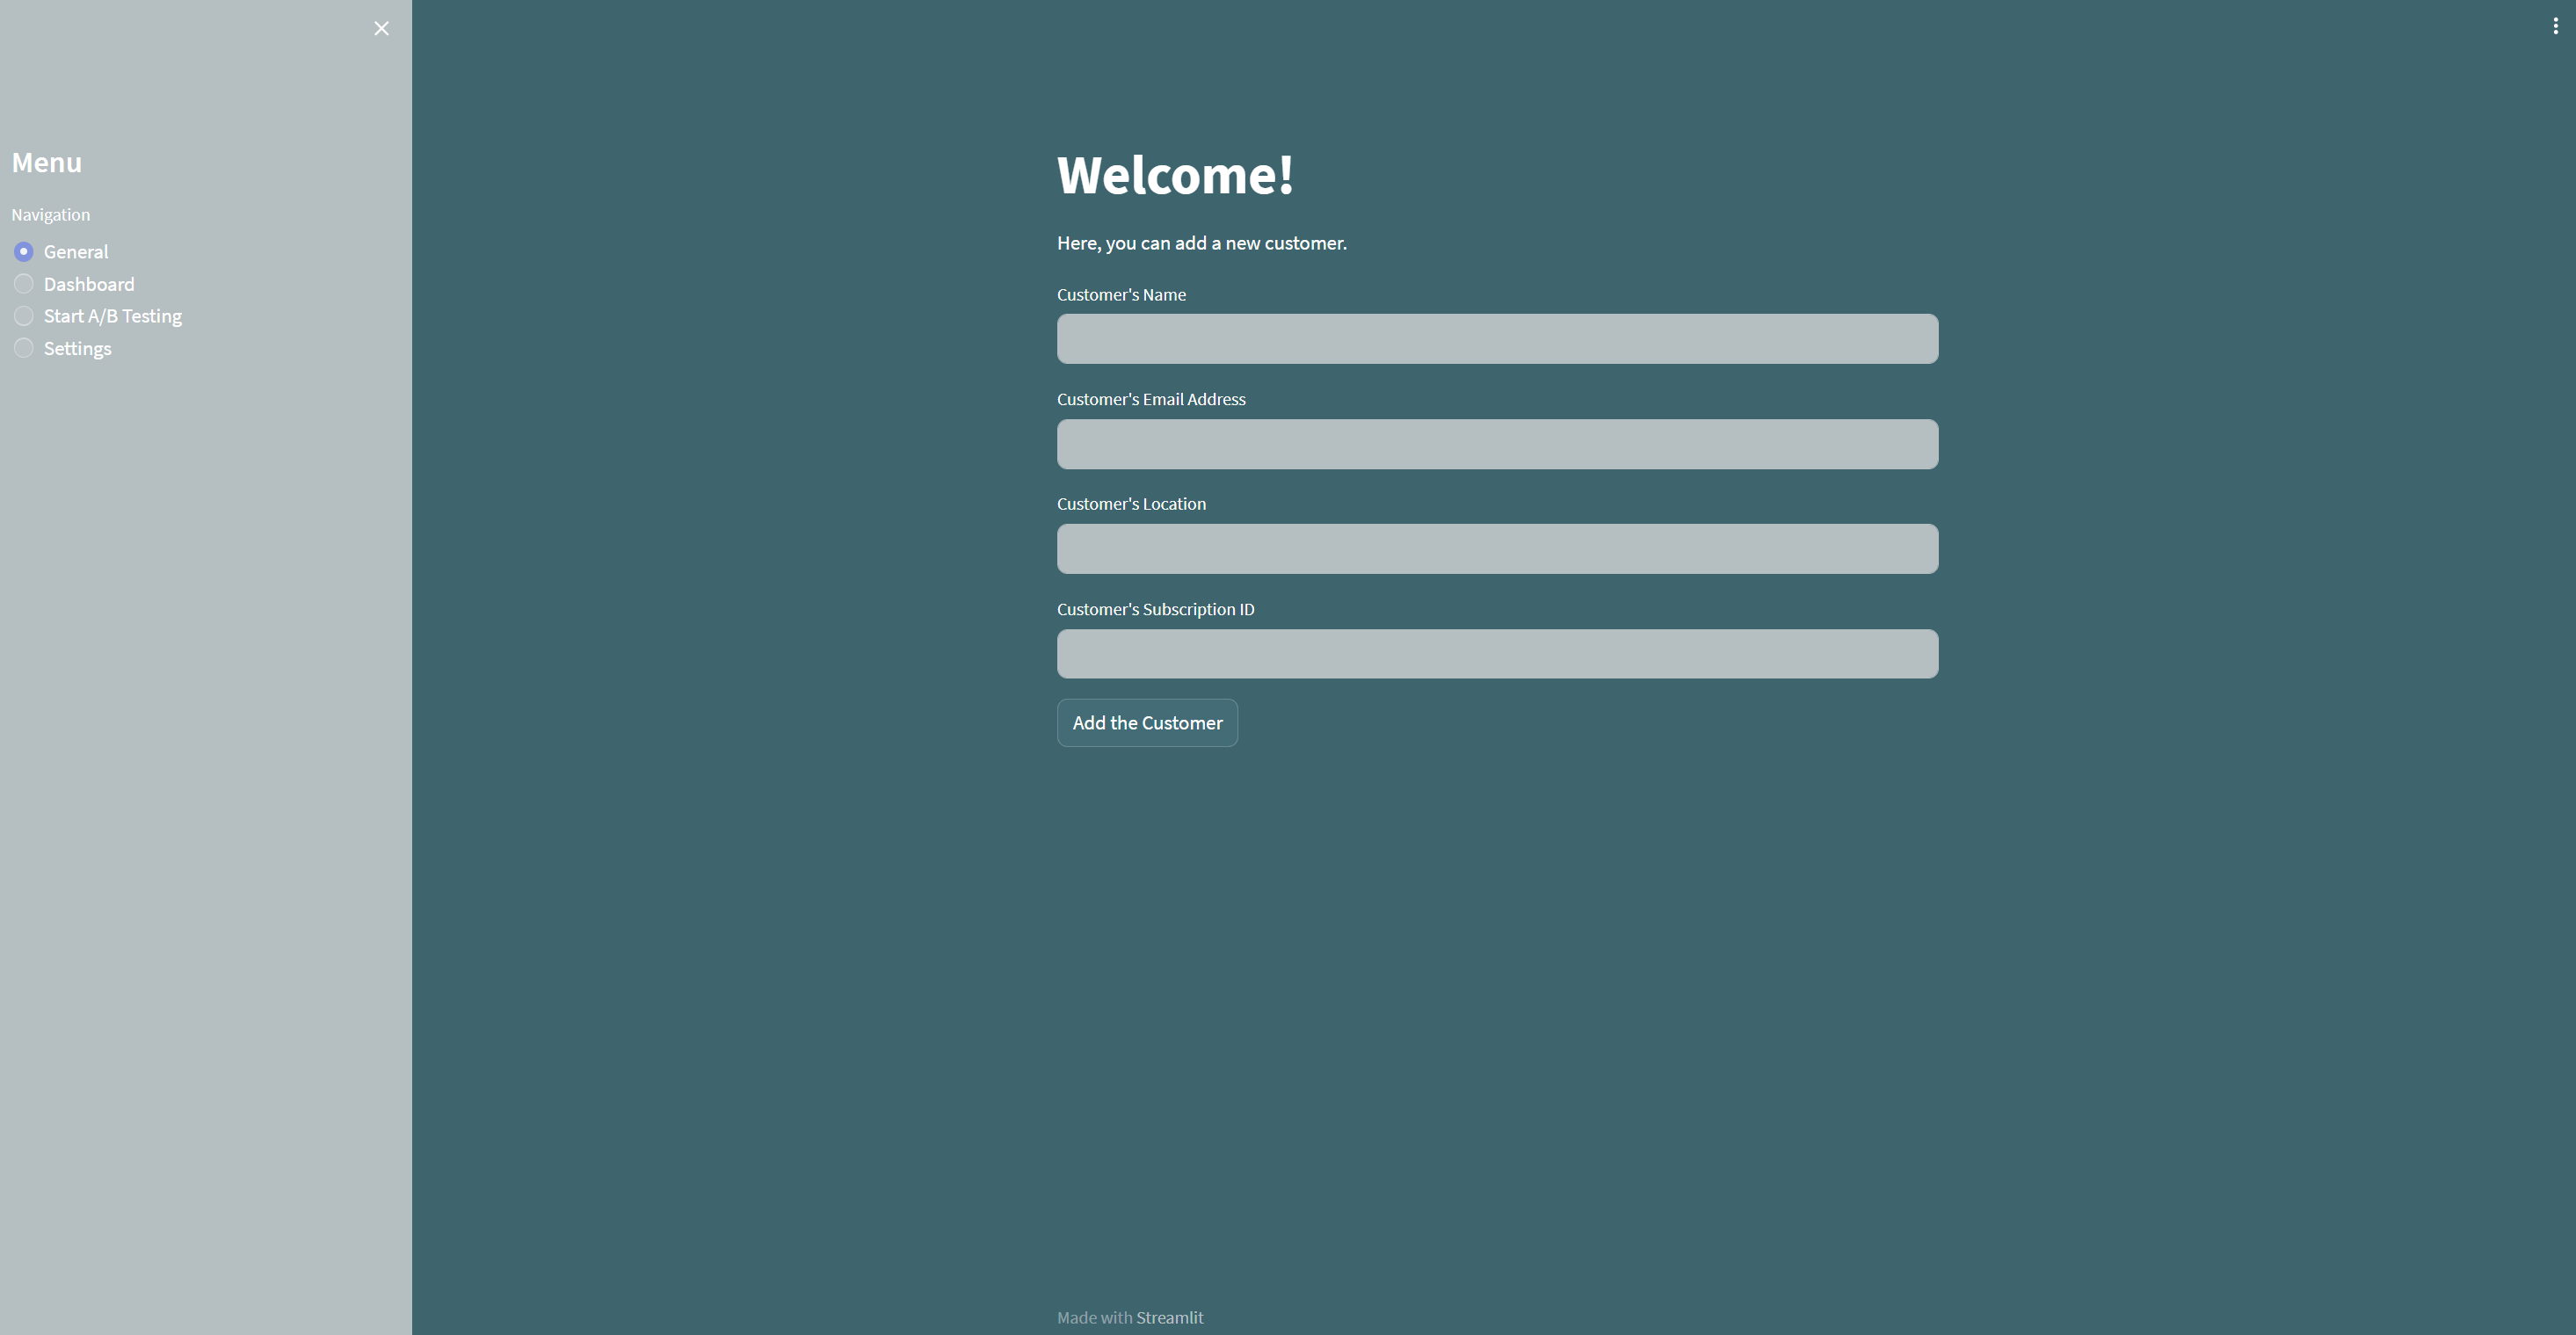 Menu
Navigation
General
Dashboard
Start A/B Testing
Settings
Welcome!
Here, you can add a new customer.
Customer's Name
Customer's Email Address
Customer's Location
Customer's Subscription ID
Add the Customer
Made with Streamlit